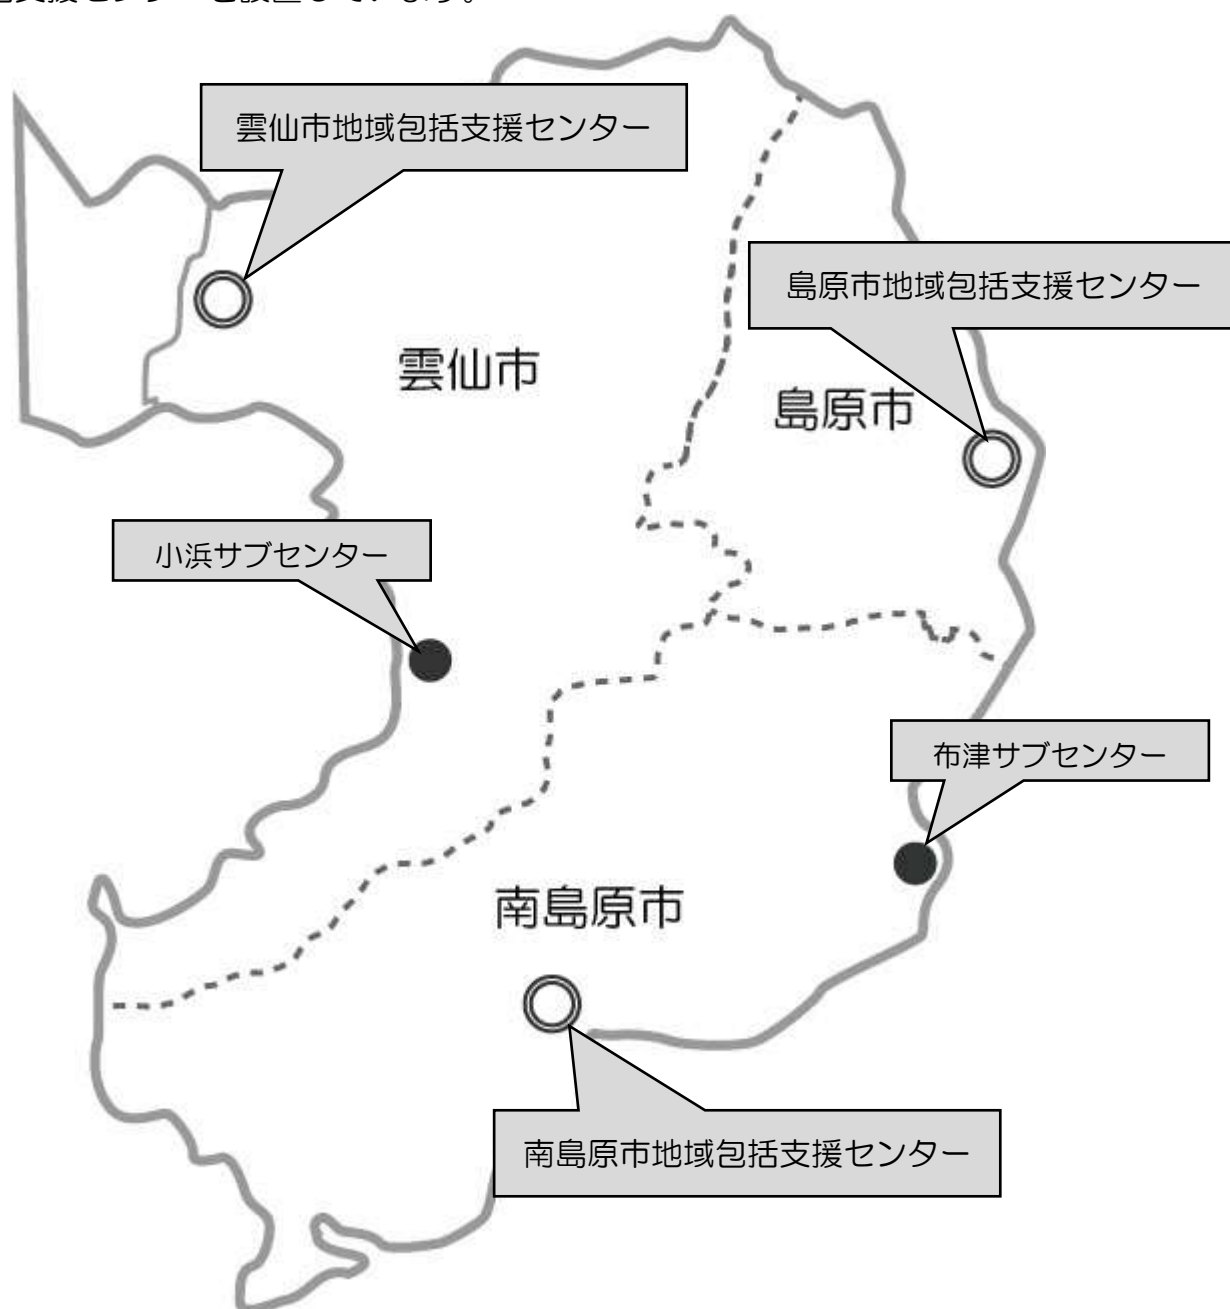 支援センターを設置しています。
雲仙市地域包括支援センター
島原市地域包括支援センター
雲仙市
島原市
小浜サブセンター
布津サブセンター
南島原市
南島原市地域包括支援センター